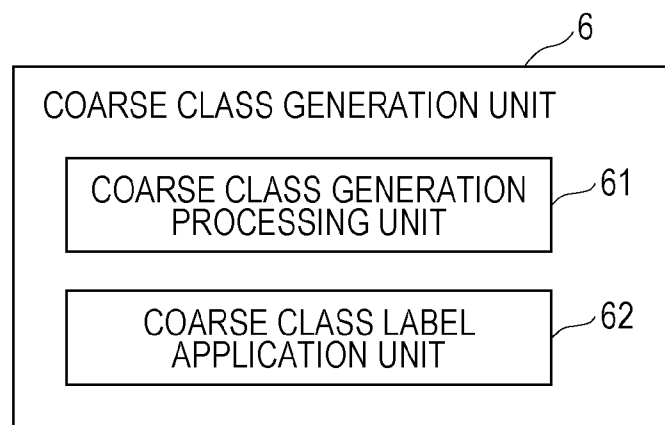 6
COARSE CLASS GENERATION UNIT
COARSE CLASS GENERATION
PROCESSING UNIT
61
COARSE CLASS LABEL
APPLICATION UNIT
62